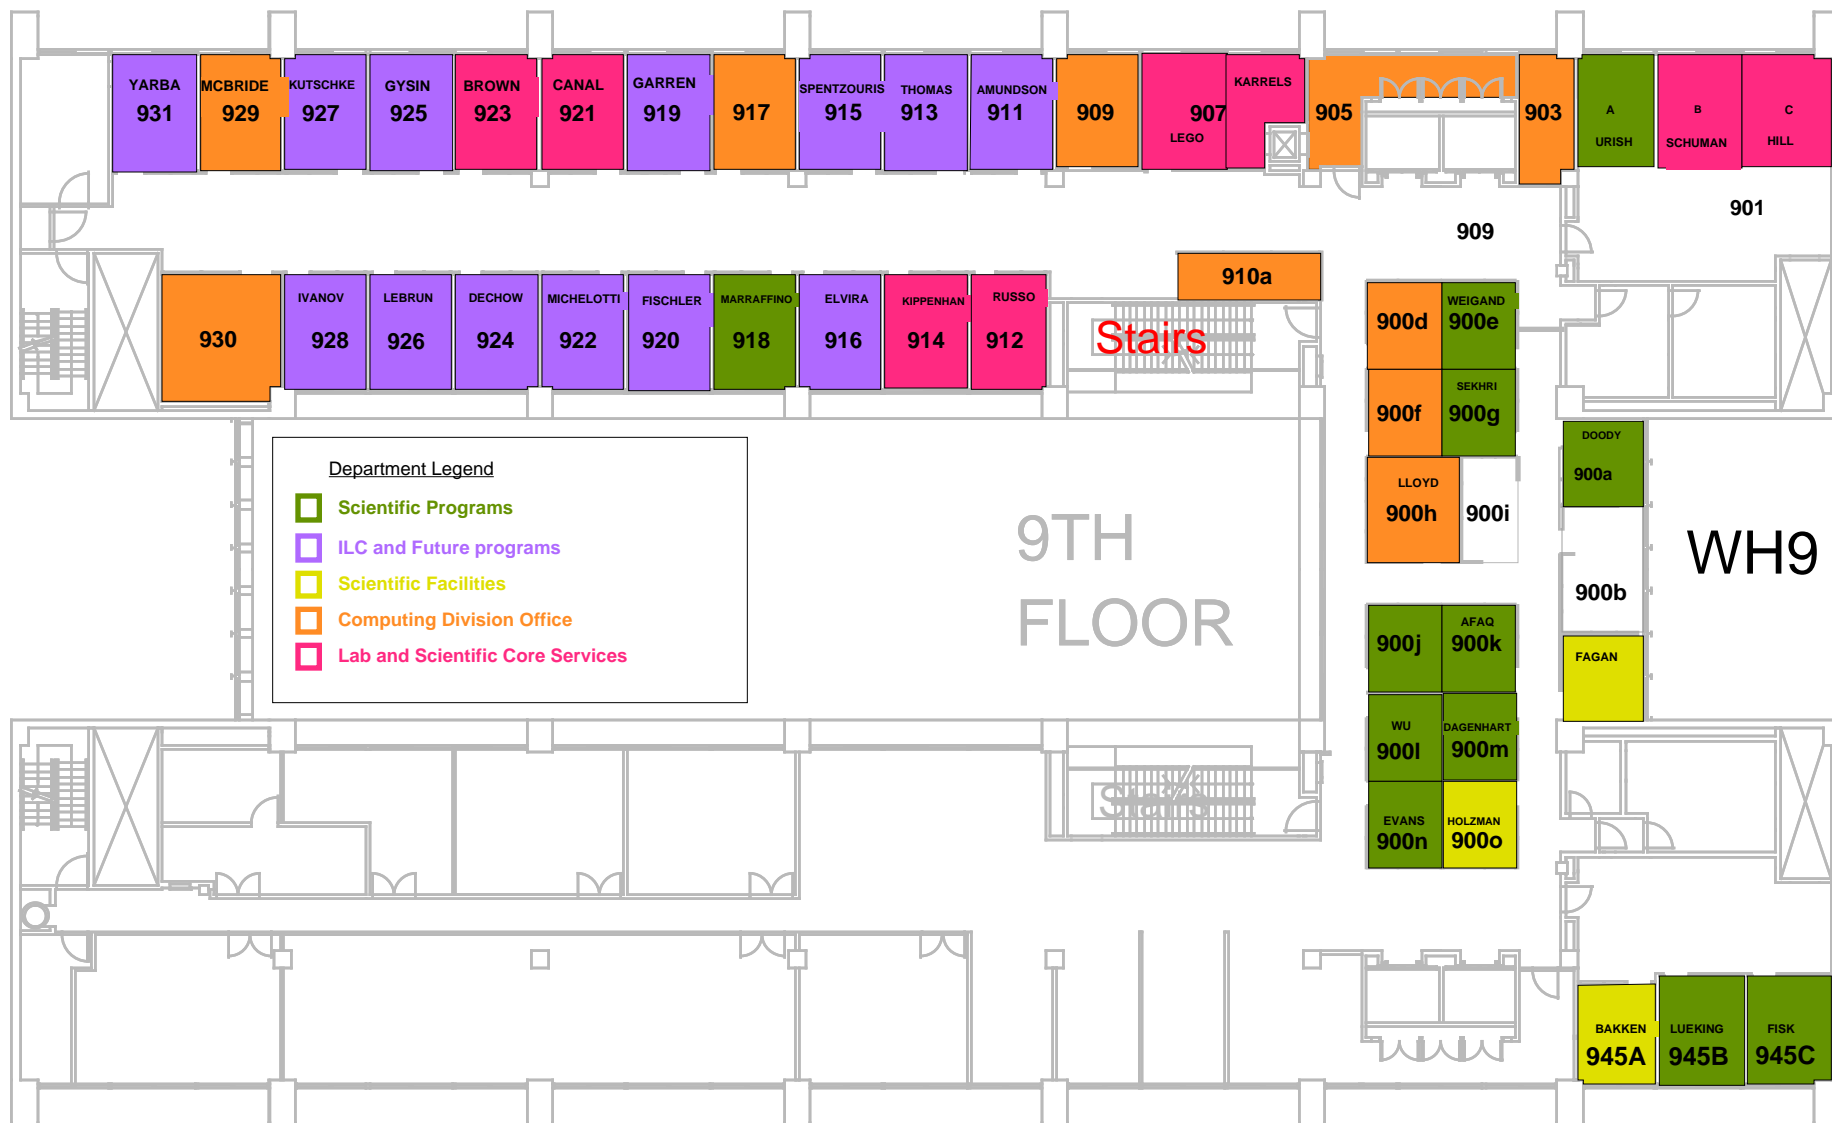 YARBA
931
MCBRIDE
929
KUTSCHKE
927
GYSIN
925
BROWN
923
CANAL
921
GARREN
919
917
SPENTZOURIS
915
THOMAS
913
AMUNDSON
911
909
907
LEGO
KARRELS
905
903
A
URISH
B
SCHUMAN
C
HILL
901
909
910a
930
IVANOV
928
LEBRUN
926
DECHOW
924
MICHELOTTI
922
FISCHLER
920
MARRAFFINO
918
ELVIRA
916
KIPPENHAN
914
RUSSO
912
Stairs
900d
WEIGAND
900e
900f
SEKHRI
900g
LLOYD
900h
900i
DOODY
900a
900b
FAGAN
WH9
Department Legend
Scientific Programs
ILC and Future programs
Scientific Facilities
Computing Division Office
Lab and Scientific Core Services
9TH
FLOOR
900j
AFAQ
900k
WU
900l
DAGENHART
900m
EVANS
900n
HOLZMAN
900o
Stairs
BAKKEN
945A
LUEKING
945B
FISK
945C